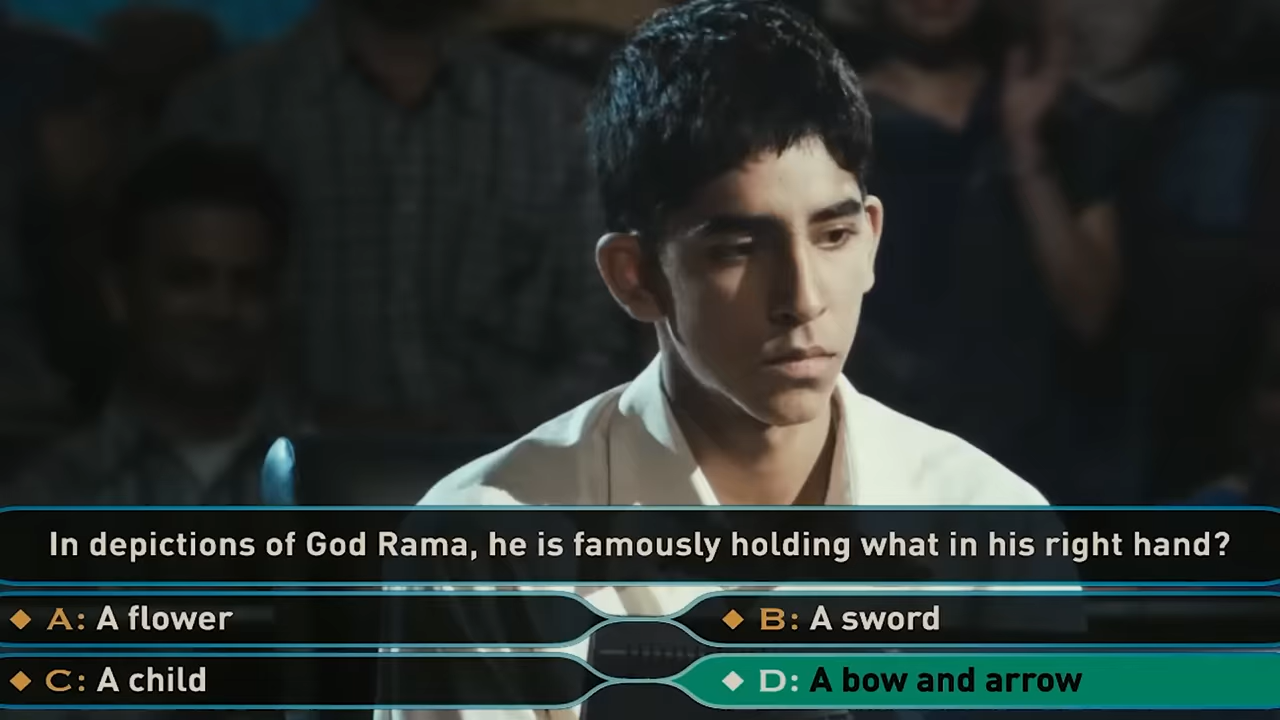 In depictions of God Rama, he is famously holding what in his right hand?
A: A flower
B: A sword
C: A child
D: A bow and arrow